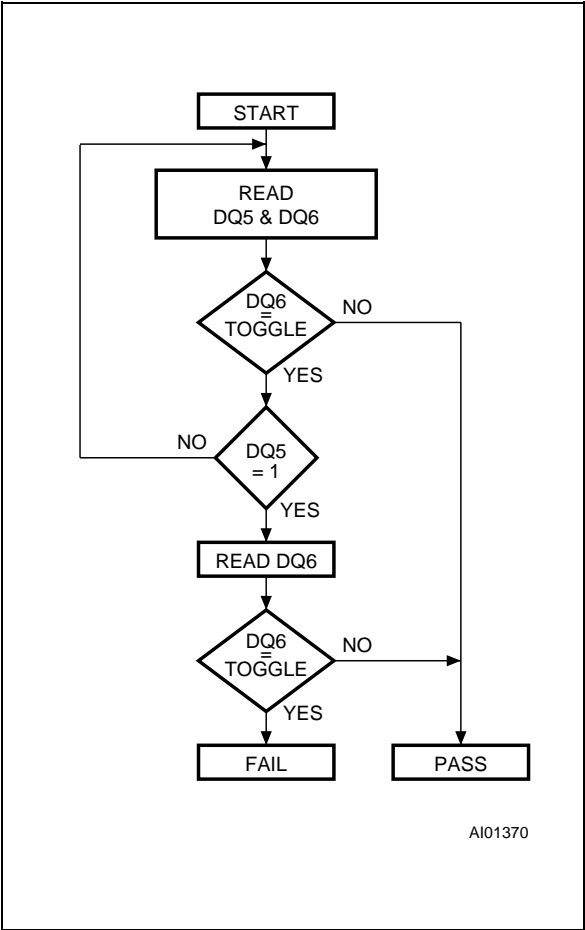 START
READ
DQ5 & DQ6
DQ6
=
TOGGLE
NO
YES
NO
DQ5
= 1
YES
READ DQ6
DQ6
=
TOGGLE
NO
YES
FAIL
PASS
AI01370